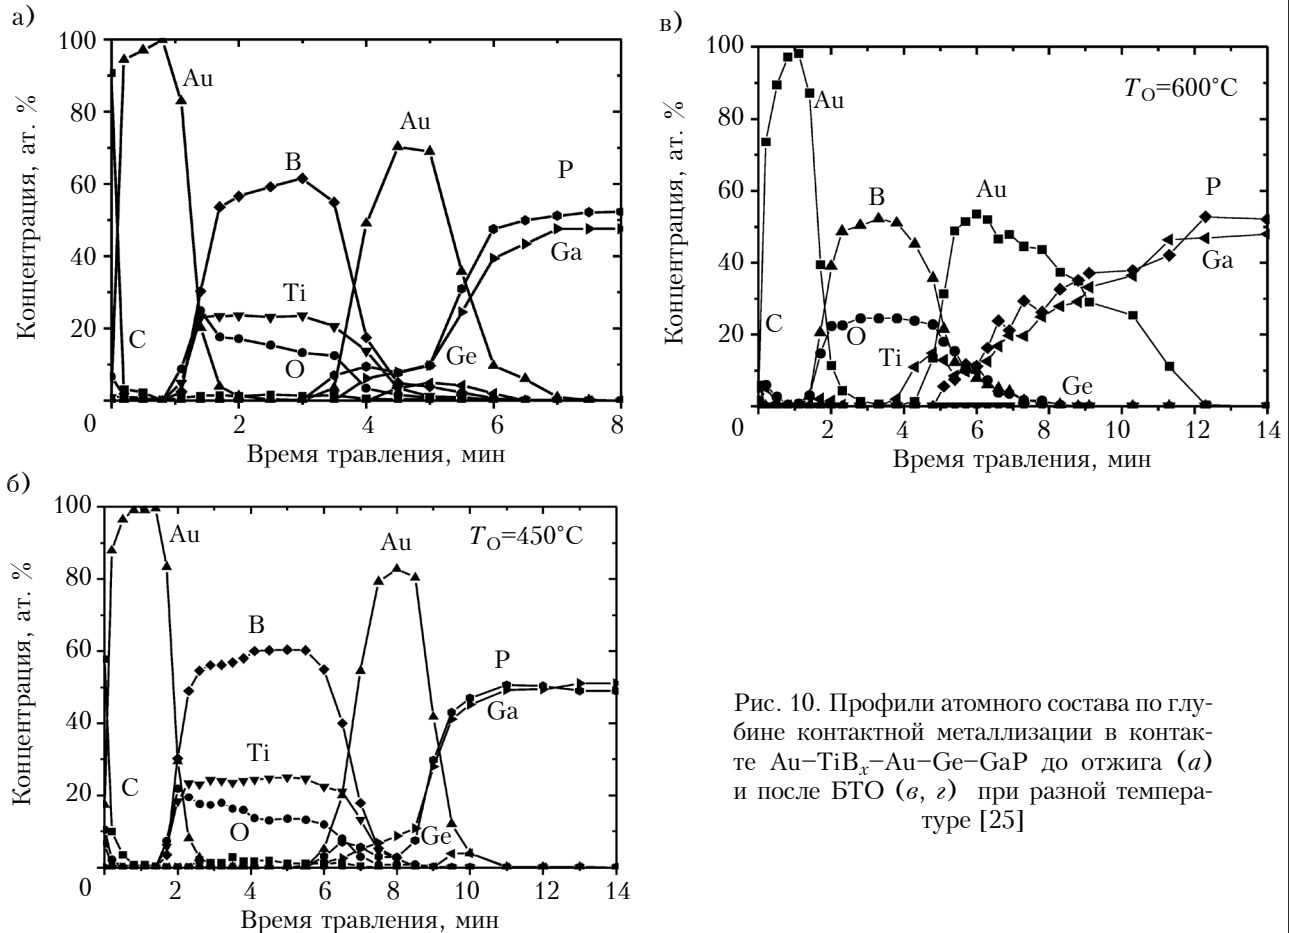 а)
100
80
60
40
20
0
Концентрация, ат. %
Au
B
Au
P
Ga
Ti
C
O
Ge
2
4
6
8
Время травления, мин
в)
100
80
60
40
20
0
Концентрация, ат. %
T_O=600°C
Au
B
Au
P
Ga
C
O
Ti
Ge
2
4
6
8
10
12
14
Время травления, мин
б)
100
80
60
40
20
0
Концентрация, ат. %
T_O=450°C
Au
Au
B
P
Ga
Ti
C
O
Ge
2
4
6
8
10
12
14
Время травления, мин
Рис. 10. Профили атомного состава по глу-
бине контактной металлизации в контак-
те Au–TiBₓ–Au–Ge–GaP до отжига (а)
и после БТО (в, г) при разной темпера-
туре [25]